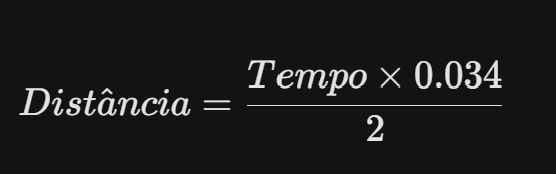 Distância = Tempo × 0.034 / 2